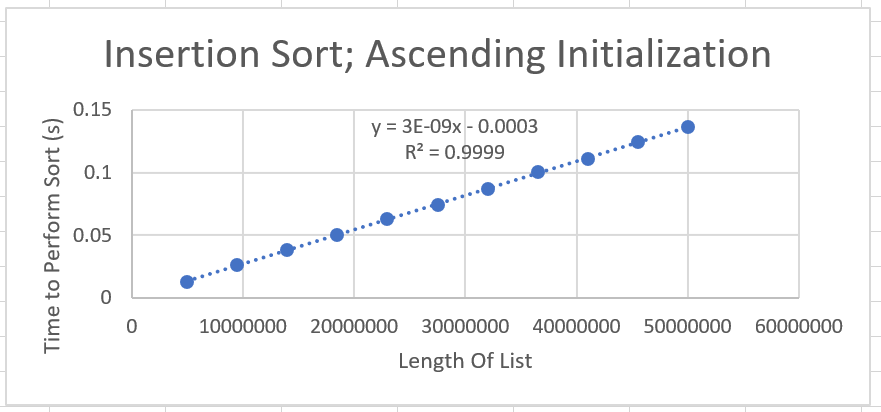 Insertion Sort; Ascending Initialization
Time to Perform Sort (s)
0.15
0.1
0.05
0
y = 3E-09x - 0.0003
R² = 0.9999
0 10000000 20000000 30000000 40000000 50000000 60000000
Length Of List